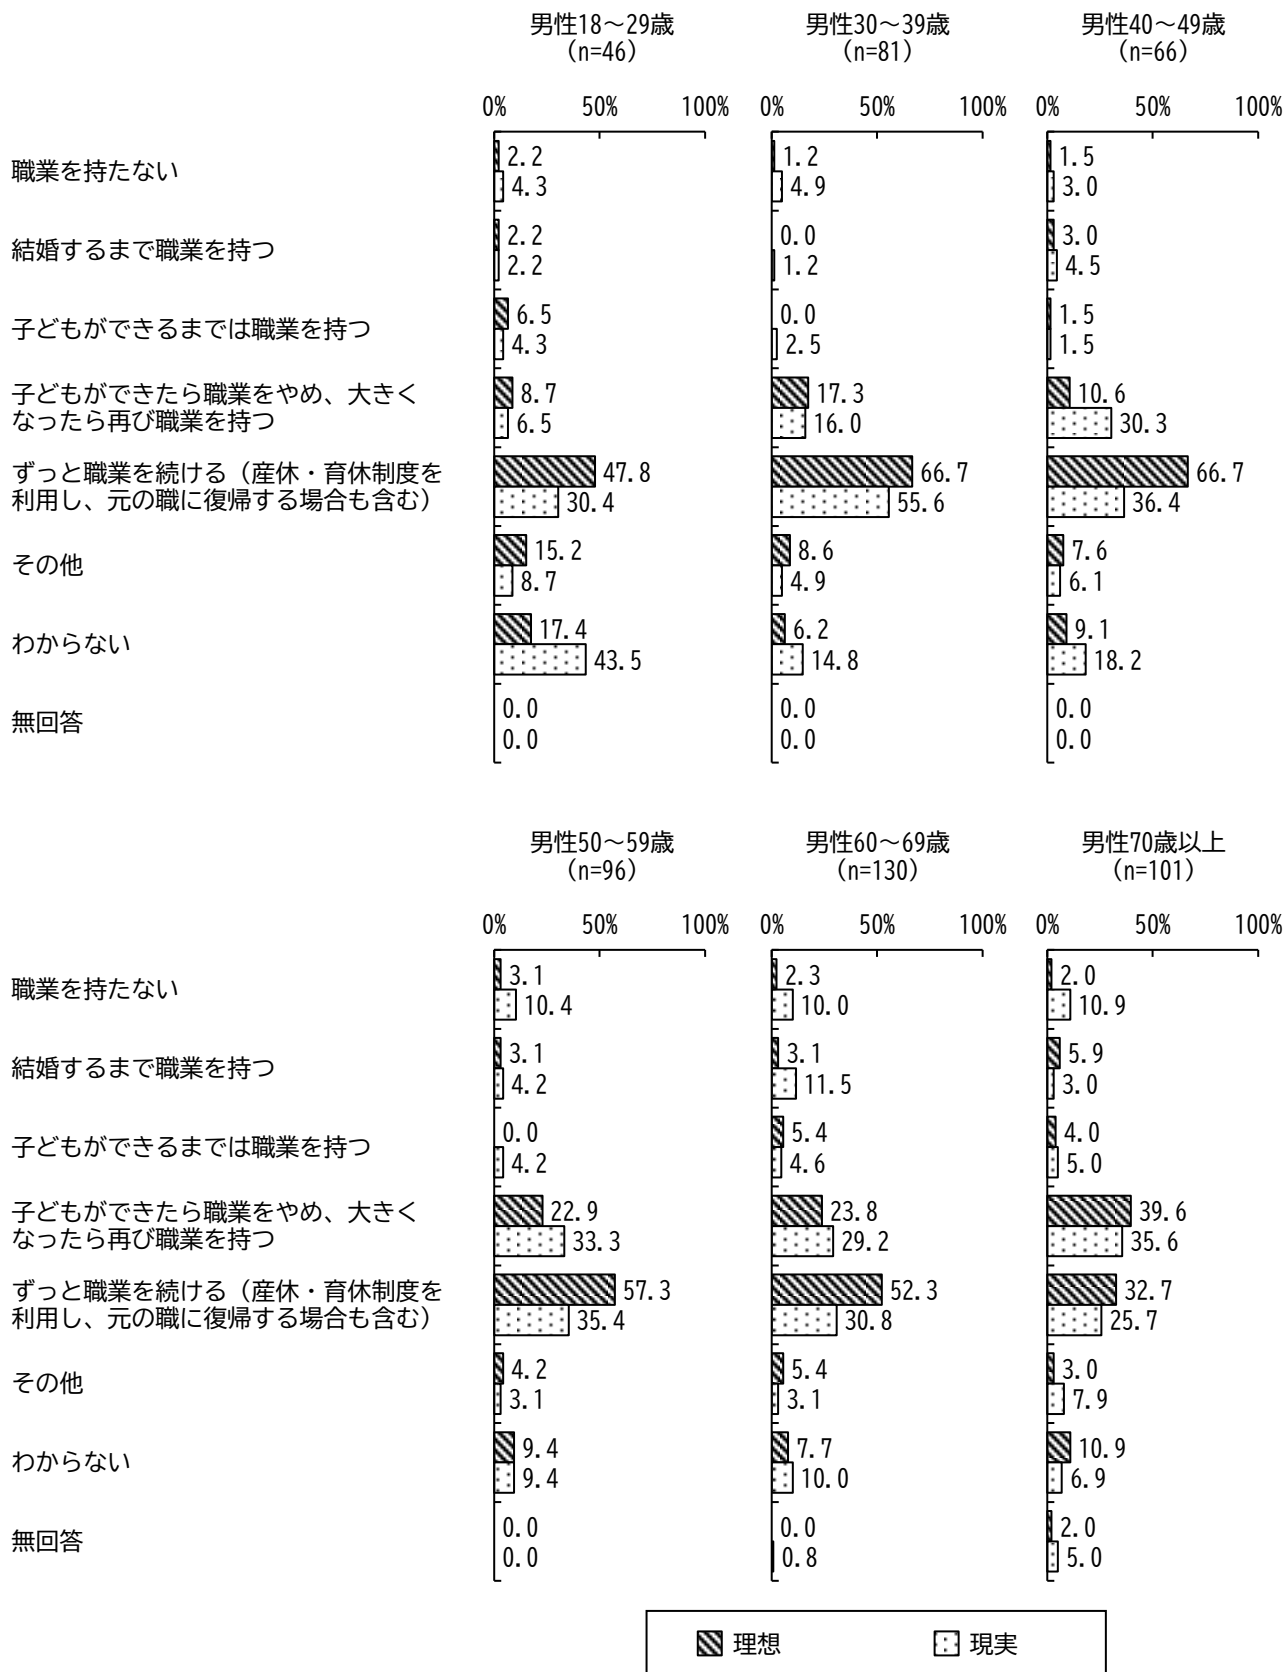 男性18～29歳 男性30～39歳 男性40～49歳
（n=46） （n=81） （n=66）
0% 50% 100% 0% 50% 100% 0% 50% 100%
職業を持たない
2.2 1.2 1.5
4.3 4.9 3.0
結婚するまで職業を持つ
2.2 0.0 3.0
2.2 1.2 4.5
子どもができるまでは職業を持つ
6.5 0.0 1.5
4.3 2.5 1.5
子どもができたら職業をやめ、大きく 8.7 17.3 10.6
なったら再び職業を持つ 6.5 16.0 30.3
ずっと職業を続ける（産休・育休制度を 47.8 66.7 66.7
利用し、元の職に復帰する場合も含む） 30.4 55.6 36.4
その他
15.2 8.6 7.6
8.7 4.9 6.1
わからない
17.4 6.2 9.1
43.5 14.8 18.2
無回答
0.0 0.0 0.0
0.0 0.0 0.0
男性50～59歳 男性60～69歳 男性70歳以上
（n=96） （n=130） （n=101）
0% 50% 100% 0% 50% 100% 0% 50% 100%
職業を持たない
3.1 2.3 2.0
10.4 10.0 10.9
結婚するまで職業を持つ
3.1 3.1 5.9
4.2 11.5 3.0
子どもができるまでは職業を持つ
0.0 5.4 4.0
4.2 4.6 5.0
子どもができたら職業をやめ、大きく 22.9 23.8 39.6
なったら再び職業を持つ 33.3 29.2 35.6
ずっと職業を続ける（産休・育休制度を 57.3 52.3 32.7
利用し、元の職に復帰する場合も含む） 35.4 30.8 25.7
その他
4.2 5.4 3.0
3.1 3.1 7.9
わからない
9.4 7.7 10.9
9.4 10.0 6.9
無回答
0.0 0.0 2.0
0.0 0.8 5.0
理想 現実